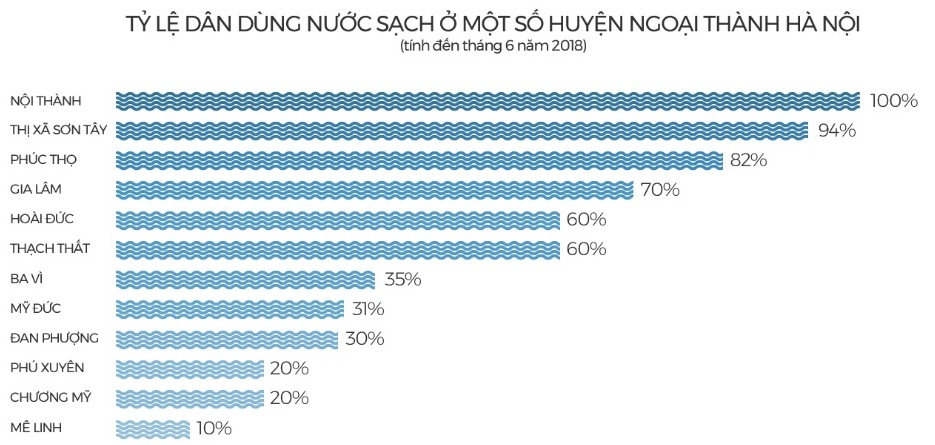 TỶ LỆ DÂN DÙNG NƯỚC SẠCH Ở MỘT SỐ HUYỆN NGOẠI THÀNH HÀ NỘI
(tính đến tháng 6 năm 2018)
NỘI THÀNH 100%
THỊ XÃ SƠN TÂY 94%
PHÚC THỌ 82%
GIA LÂM 70%
HOÀI ĐỨC 60%
THẠCH THẤT 60%
BA VÌ 35%
MỸ ĐỨC 31%
ĐAN PHƯỢNG 30%
PHÚ XUYÊN 20%
CHƯƠNG MỸ 20%
MÊ LINH 10%